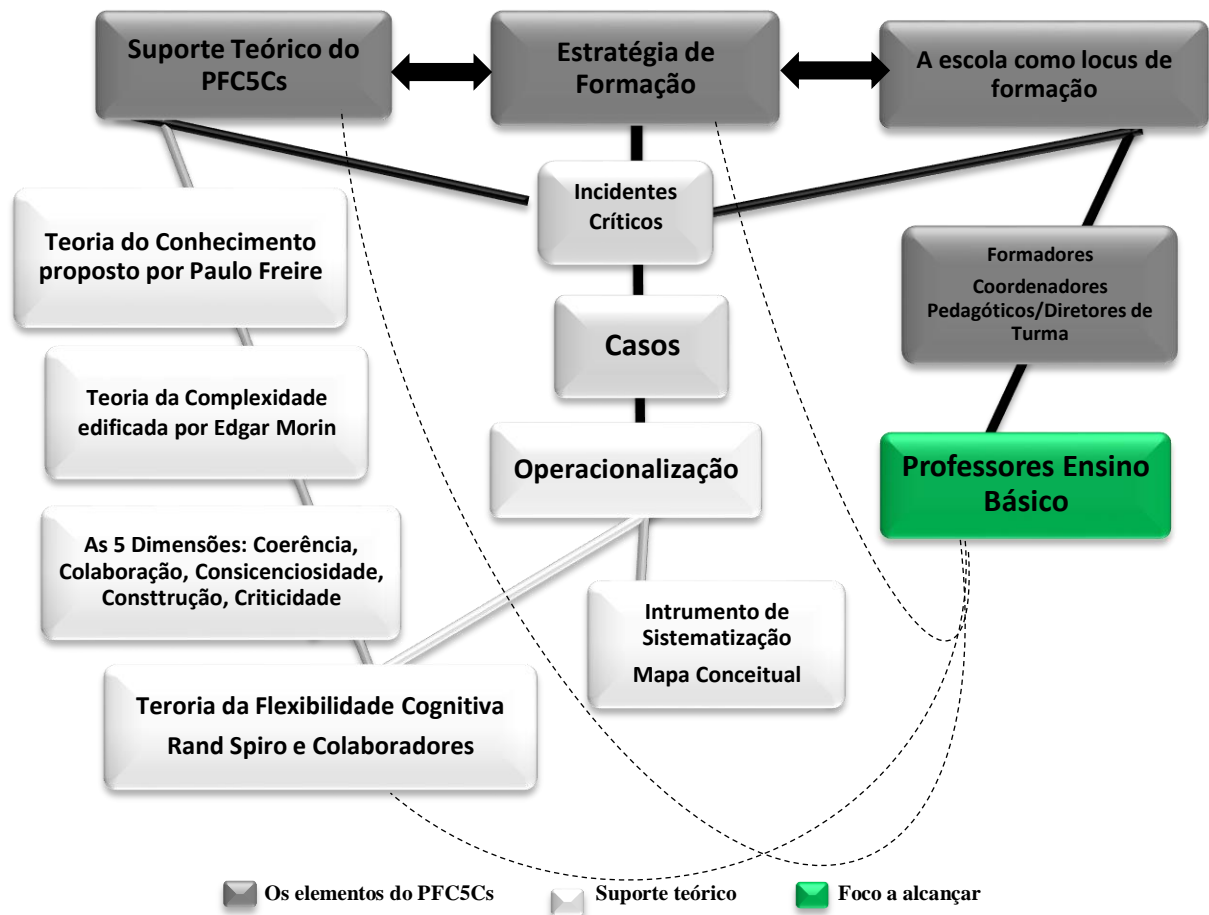 Suporte Teórico do
PFC5Cs
Estratégia de
Formação
A escola como locus de
formação
Incidentes
Críticos
Teoria do Conhecimento
proposto por Paulo Freire
Formadores
Coordenadores
Pedagóticos/Diretores de
Turma
Casos
Teoria da Complexidade
edificada por Edgar Morin
Operacionalização
Professores Ensino
Básico
As 5 Dimensões: Coerência,
Colaboração, Consicenciosidade,
Consttrução, Criticidade
Intrumento de
Sistematização
Mapa Conceitual
Teroria da Flexibilidade Cognitiva
Rand Spiro e Colaboradores
Os elementos do PFC5Cs
Suporte teórico
Foco a alcançar